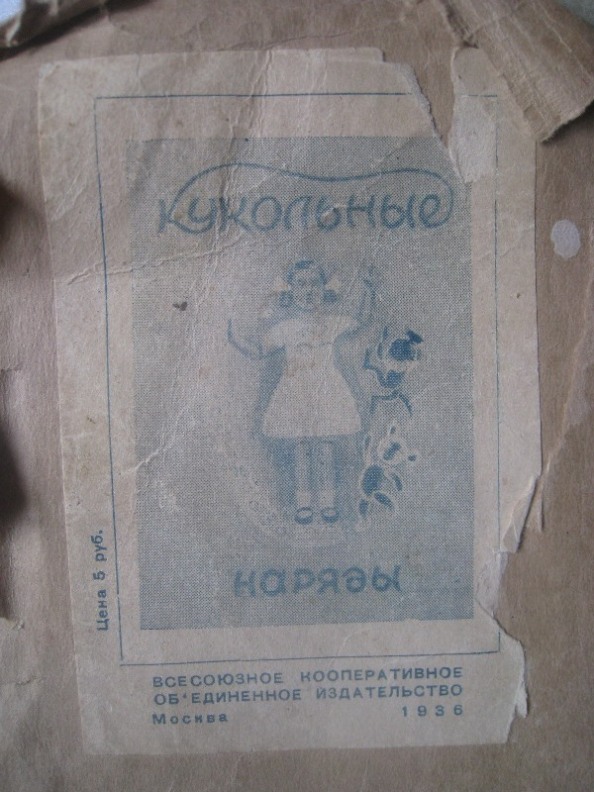 Кукольные
наряды
Цена 5 руб.
ВСЕСОЮЗНОЕ КООПЕРАТИВНОЕ
ОБ'ЕДИНЕННОЕ ИЗДАТЕЛЬСТВО
Москва 1936